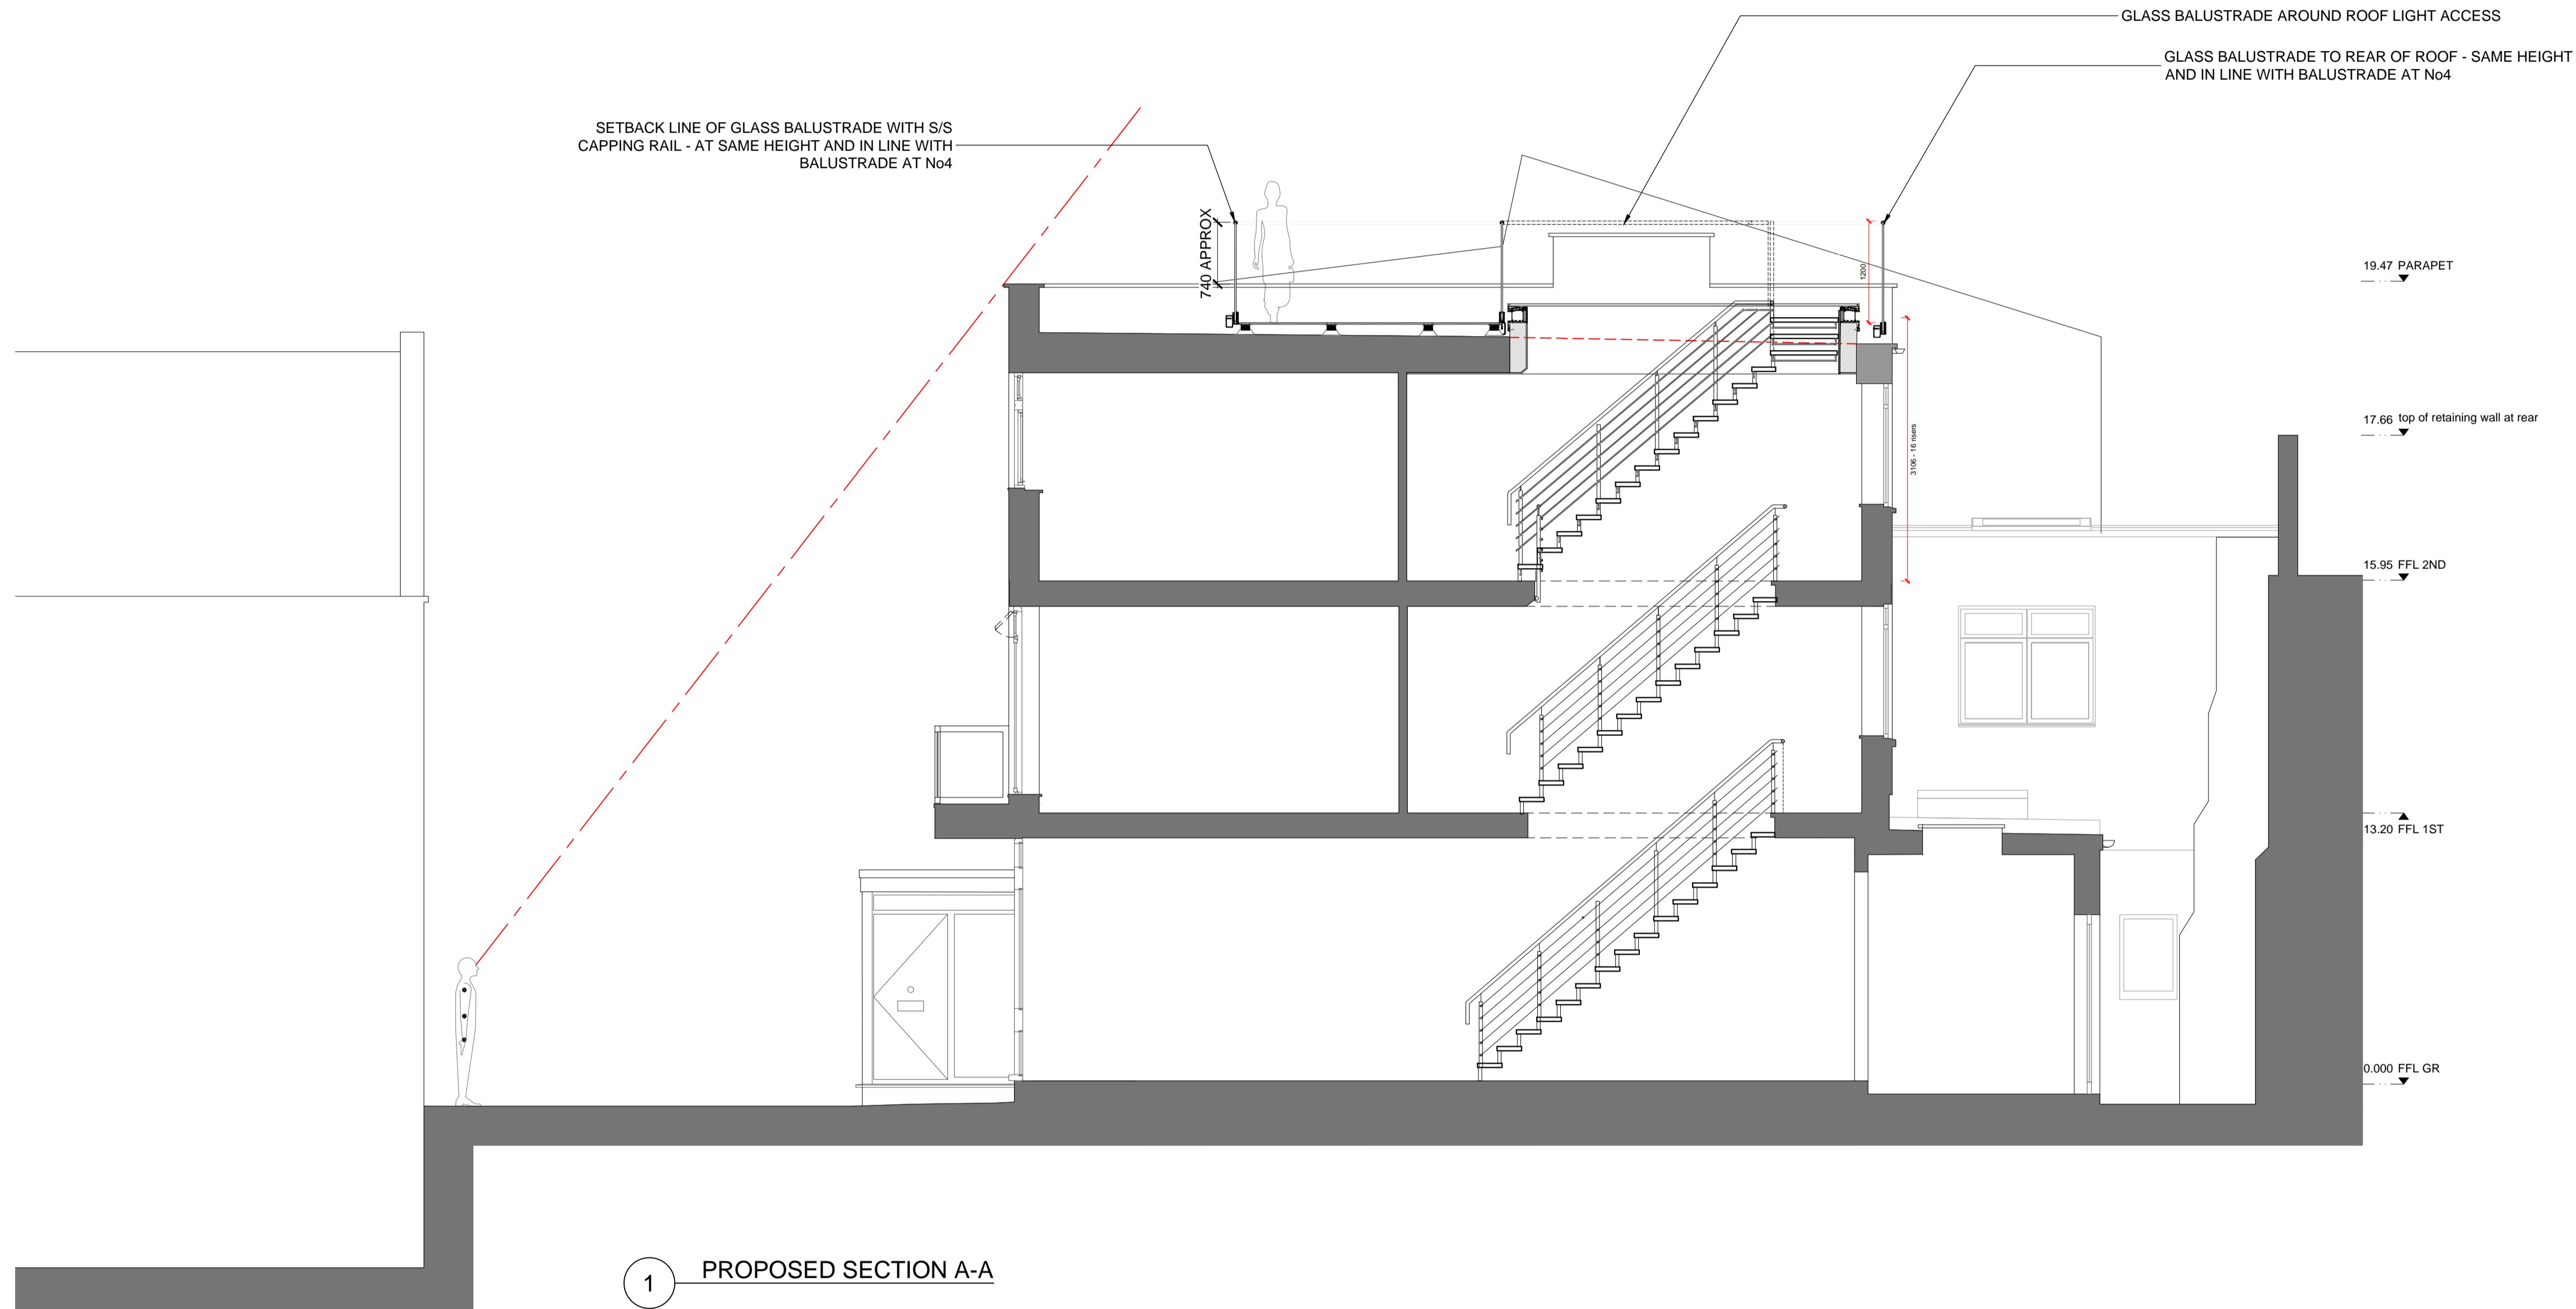 GLASS BALUSTRADE AROUND ROOF LIGHT ACCESS
GLASS BALUSTRADE TO REAR OF ROOF - SAME HEIGHT
AND IN LINE WITH BALUSTRADE AT No4
SETBACK LINE OF GLASS BALUSTRADE WITH S/S
CAPPING RAIL - AT SAME HEIGHT AND IN LINE WITH
BALUSTRADE AT No4
740 APPROX
1200
19.47 PARAPET
17.66 top of retaining wall at rear
3106 - 16 risers
15.95 FFL 2ND
13.20 FFL 1ST
0.000 FFL GR
1 PROPOSED SECTION A-A